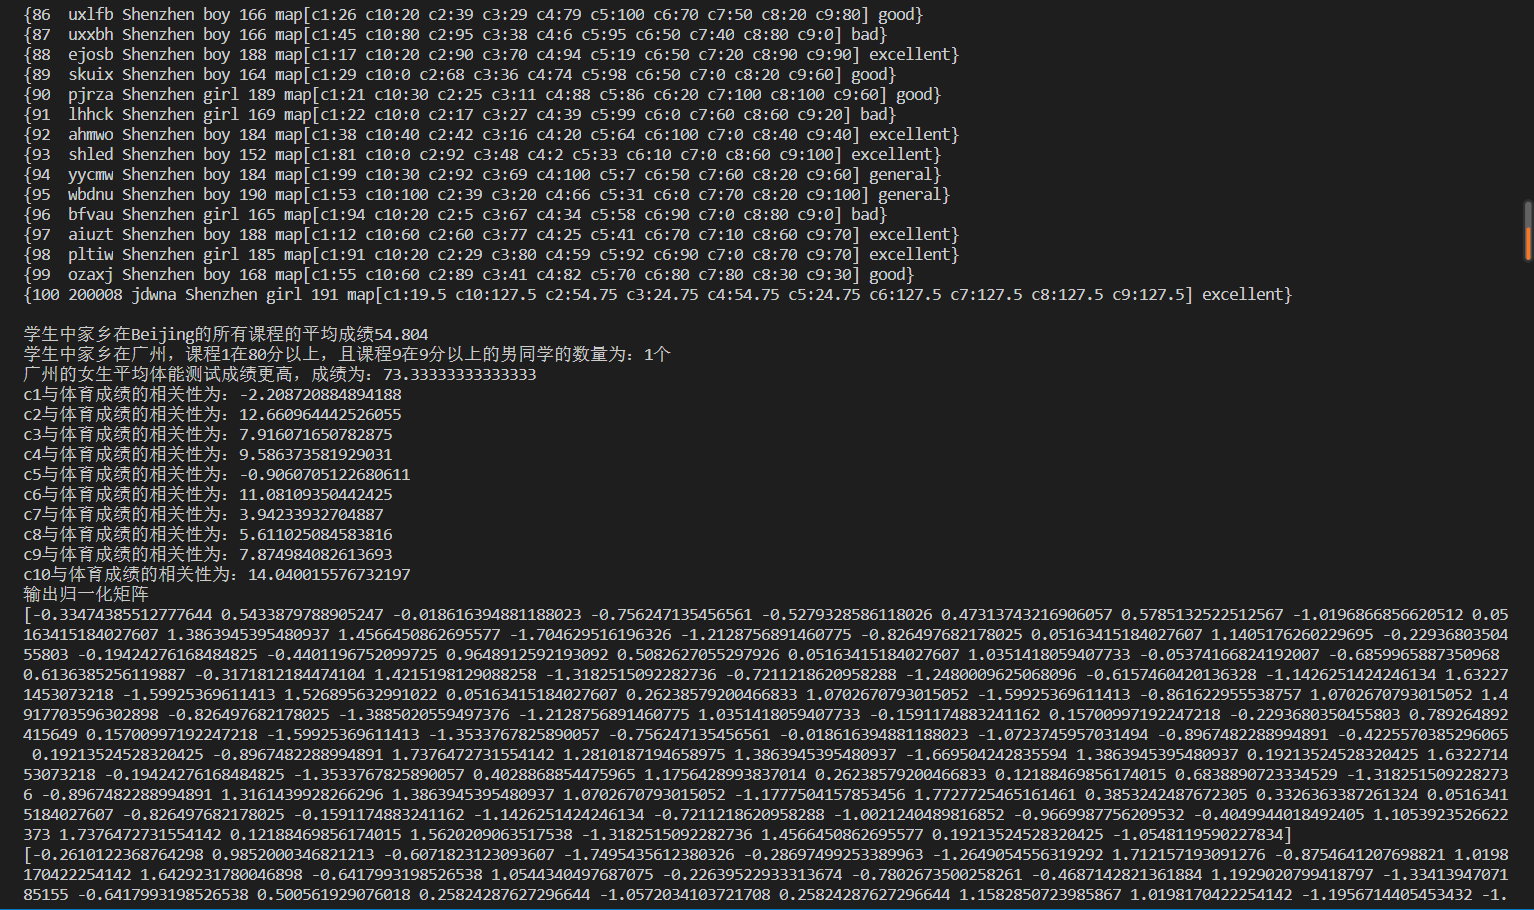 {86  uxlfb Shenzhen boy 166 map[c1:26 c10:20 c2:39 c3:29 c4:79 c5:100 c6:70 c7:50 c8:20 c9:80] good}
{87  uxxbh Shenzhen boy 166 map[c1:45 c10:80 c2:95 c3:38 c4:6 c5:95 c6:50 c7:40 c8:80 c9:0] bad}
{88  ejosb Shenzhen boy 188 map[c1:17 c10:20 c2:90 c3:70 c4:94 c5:19 c6:50 c7:20 c8:90 c9:90] excellent}
{89  skuix Shenzhen boy 164 map[c1:29 c10:0 c2:68 c3:36 c4:74 c5:98 c6:50 c7:0 c8:20 c9:60] good}
{90  pjrza Shenzhen girl 189 map[c1:21 c10:30 c2:25 c3:11 c4:88 c5:86 c6:20 c7:100 c8:100 c9:60] good}
{91  lhhck Shenzhen girl 169 map[c1:22 c10:0 c2:17 c3:27 c4:39 c5:99 c6:0 c7:60 c8:60 c9:20] bad}
{92  ahmwo Shenzhen boy 184 map[c1:38 c10:40 c2:42 c3:16 c4:20 c5:64 c6:100 c7:0 c8:40 c9:40] excellent}
{93  shled Shenzhen boy 152 map[c1:81 c10:0 c2:92 c3:48 c4:2 c5:33 c6:10 c7:0 c8:60 c9:100] excellent}
{94  yycmw Shenzhen boy 184 map[c1:99 c10:30 c2:92 c3:69 c4:100 c5:7 c6:50 c7:60 c8:20 c9:60] general}
{95  wbdnu Shenzhen boy 190 map[c1:53 c10:100 c2:39 c3:20 c4:66 c5:31 c6:0 c7:70 c8:20 c9:100] general}
{96  bfvau Shenzhen girl 165 map[c1:94 c10:20 c2:5 c3:67 c4:34 c5:58 c6:90 c7:0 c8:80 c9:0] bad}
{97  aiuzt Shenzhen boy 188 map[c1:12 c10:60 c2:60 c3:77 c4:25 c5:41 c6:70 c7:10 c8:60 c9:70] excellent}
{98  pltiw Shenzhen girl 185 map[c1:91 c10:20 c2:29 c3:80 c4:59 c5:92 c6:90 c7:0 c8:70 c9:70] excellent}
{99  ozaxj Shenzhen boy 168 map[c1:55 c10:60 c2:89 c3:41 c4:82 c5:70 c6:80 c7:80 c8:30 c9:30] good}
{100 200008 jdwna Shenzhen girl 191 map[c1:19.5 c10:127.5 c2:54.75 c3:24.75 c4:54.75 c5:24.75 c6:127.5 c7:127.5 c8:127.5 c9:127.5] excellent}
学生中家乡在Beijing的所有课程的平均成绩54.804
学生中家乡在广州，课程1在80分以上，且课程9在9分以上的男同学的数量为：1个
广州的女生平均体能测试成绩更高，成绩为：73.33333333333333
c1与体育成绩的相关性为：-2.208720884894188
c2与体育成绩的相关性为：12.660964442526055
c3与体育成绩的相关性为：7.916071650782875
c4与体育成绩的相关性为：9.586373581929031
c5与体育成绩的相关性为：-0.9060705122680611
c6与体育成绩的相关性为：11.08109350442425
c7与体育成绩的相关性为：3.94233932704887
c8与体育成绩的相关性为：5.611025084583816
c9与体育成绩的相关性为：7.874984082613693
c10与体育成绩的相关性为：14.040015576732197
输出归一化矩阵
[-0.33474385512777644 0.5433879788905247 -0.018616394881188023 -0.756247135456561 -0.5279328586118026 0.47313743216906057 0.5785132522512567 -1.0196866856620512 0.05
163415184027607 1.3863945395480937 1.4566450862695577 -1.704629516196326 -1.2128756891460775 -0.826497682178025 0.05163415184027607 1.1405176260229695 -0.22936803504
55803 -0.19424276168484825 -0.4401196752099725 0.9648912592193092 0.5082627055297926 0.05163415184027607 1.0351418059407733 -0.05374166824192007 -0.6859965887350968
0.6136385256119887 -0.3171812184474104 1.4215198129088258 -1.3182515092282736 -0.7211218620958288 -1.2480009625068096 -0.6157460420136328 -1.1426251424246134 1.63227
1453073218 -1.59925369611413 1.526895632991022 0.05163415184027607 0.26238579200466833 1.0702670793015052 -1.59925369611413 -0.861622955538757 1.0702670793015052 1.4
917703596302898 -0.826497682178025 -1.3885020559497376 -1.2128756891460775 1.0351418059407733 -0.1591174883241162 0.15700997192247218 -0.2293680350455803 0.789264892
415649 0.15700997192247218 -1.59925369611413 -1.3533767825890057 -0.756247135456561 -0.018616394881188023 -1.0723745957031494 -0.8967482288994891 -0.4225570385296065
0.19213524528320425 -0.8967482288994891 1.7376472731554142 1.2810187194658975 1.3863945395480937 -1.669504242835594 1.3863945395480937 0.19213524528320425 1.6322714
53073218 -0.19424276168484825 -1.3533767825890057 0.4028868854475965 1.1756428993837014 0.26238579200466833 0.12188469856174015 0.6838890723334529 -1.318251509228273
6 -0.8967482288994891 1.3161439928266296 1.3863945395480937 1.0702670793015052 -1.1777504157853456 1.7727725465161461 0.3853242487672305 0.3326363387261324 0.0516341
5184027607 -0.826497682178025 -0.1591174883241162 -1.1426251424246134 -0.7211218620958288 -1.0021240489816852 -0.9669987756209532 -0.4049944018492405 1.1053923526622
373 1.7376472731554142 0.12188469856174015 1.5620209063517538 -1.3182515092282736 1.4566450862695577 0.19213524528320425 -1.0548119590227834]
[-0.2610122368764298 0.9852000346821213 -0.6071823123093607 -1.7495435612380326 -0.28697499253389963 -1.2649054556319292 1.712157193091276 -0.8754641207698821 1.0198
170422254142 1.6429231780046898 -0.6417993198526538 1.0544340497687075 -0.22639522933313674 -0.7802673500258261 -0.4687142821361884 1.1929020799418797 -1.33413947071
85155 -0.6417993198526538 0.500561929076018 0.25824287627296644 -1.0572034103721708 0.25824287627296644 1.1582850723985867 1.0198170422254142 -1.1956714405453432 -1.